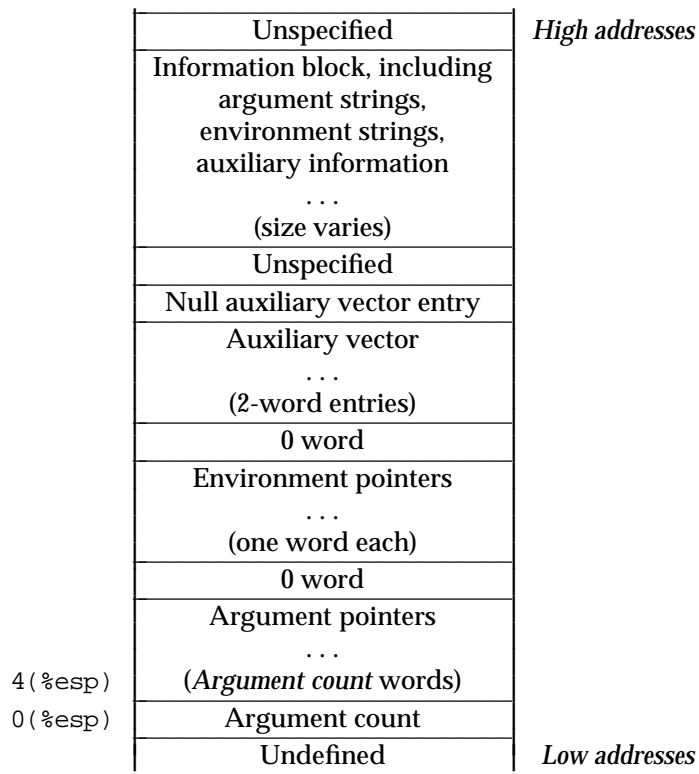 Unspecified High addresses
Information block, including
argument strings,
environment strings,
auxiliary information
. . .
(size varies)
Unspecified
Null auxiliary vector entry
Auxiliary vector
. . .
(2-word entries)
0 word
Environment pointers
. . .
(one word each)
0 word
Argument pointers
. . .
4(%esp) (Argument count words)
0(%esp) Argument count
Undefined Low addresses